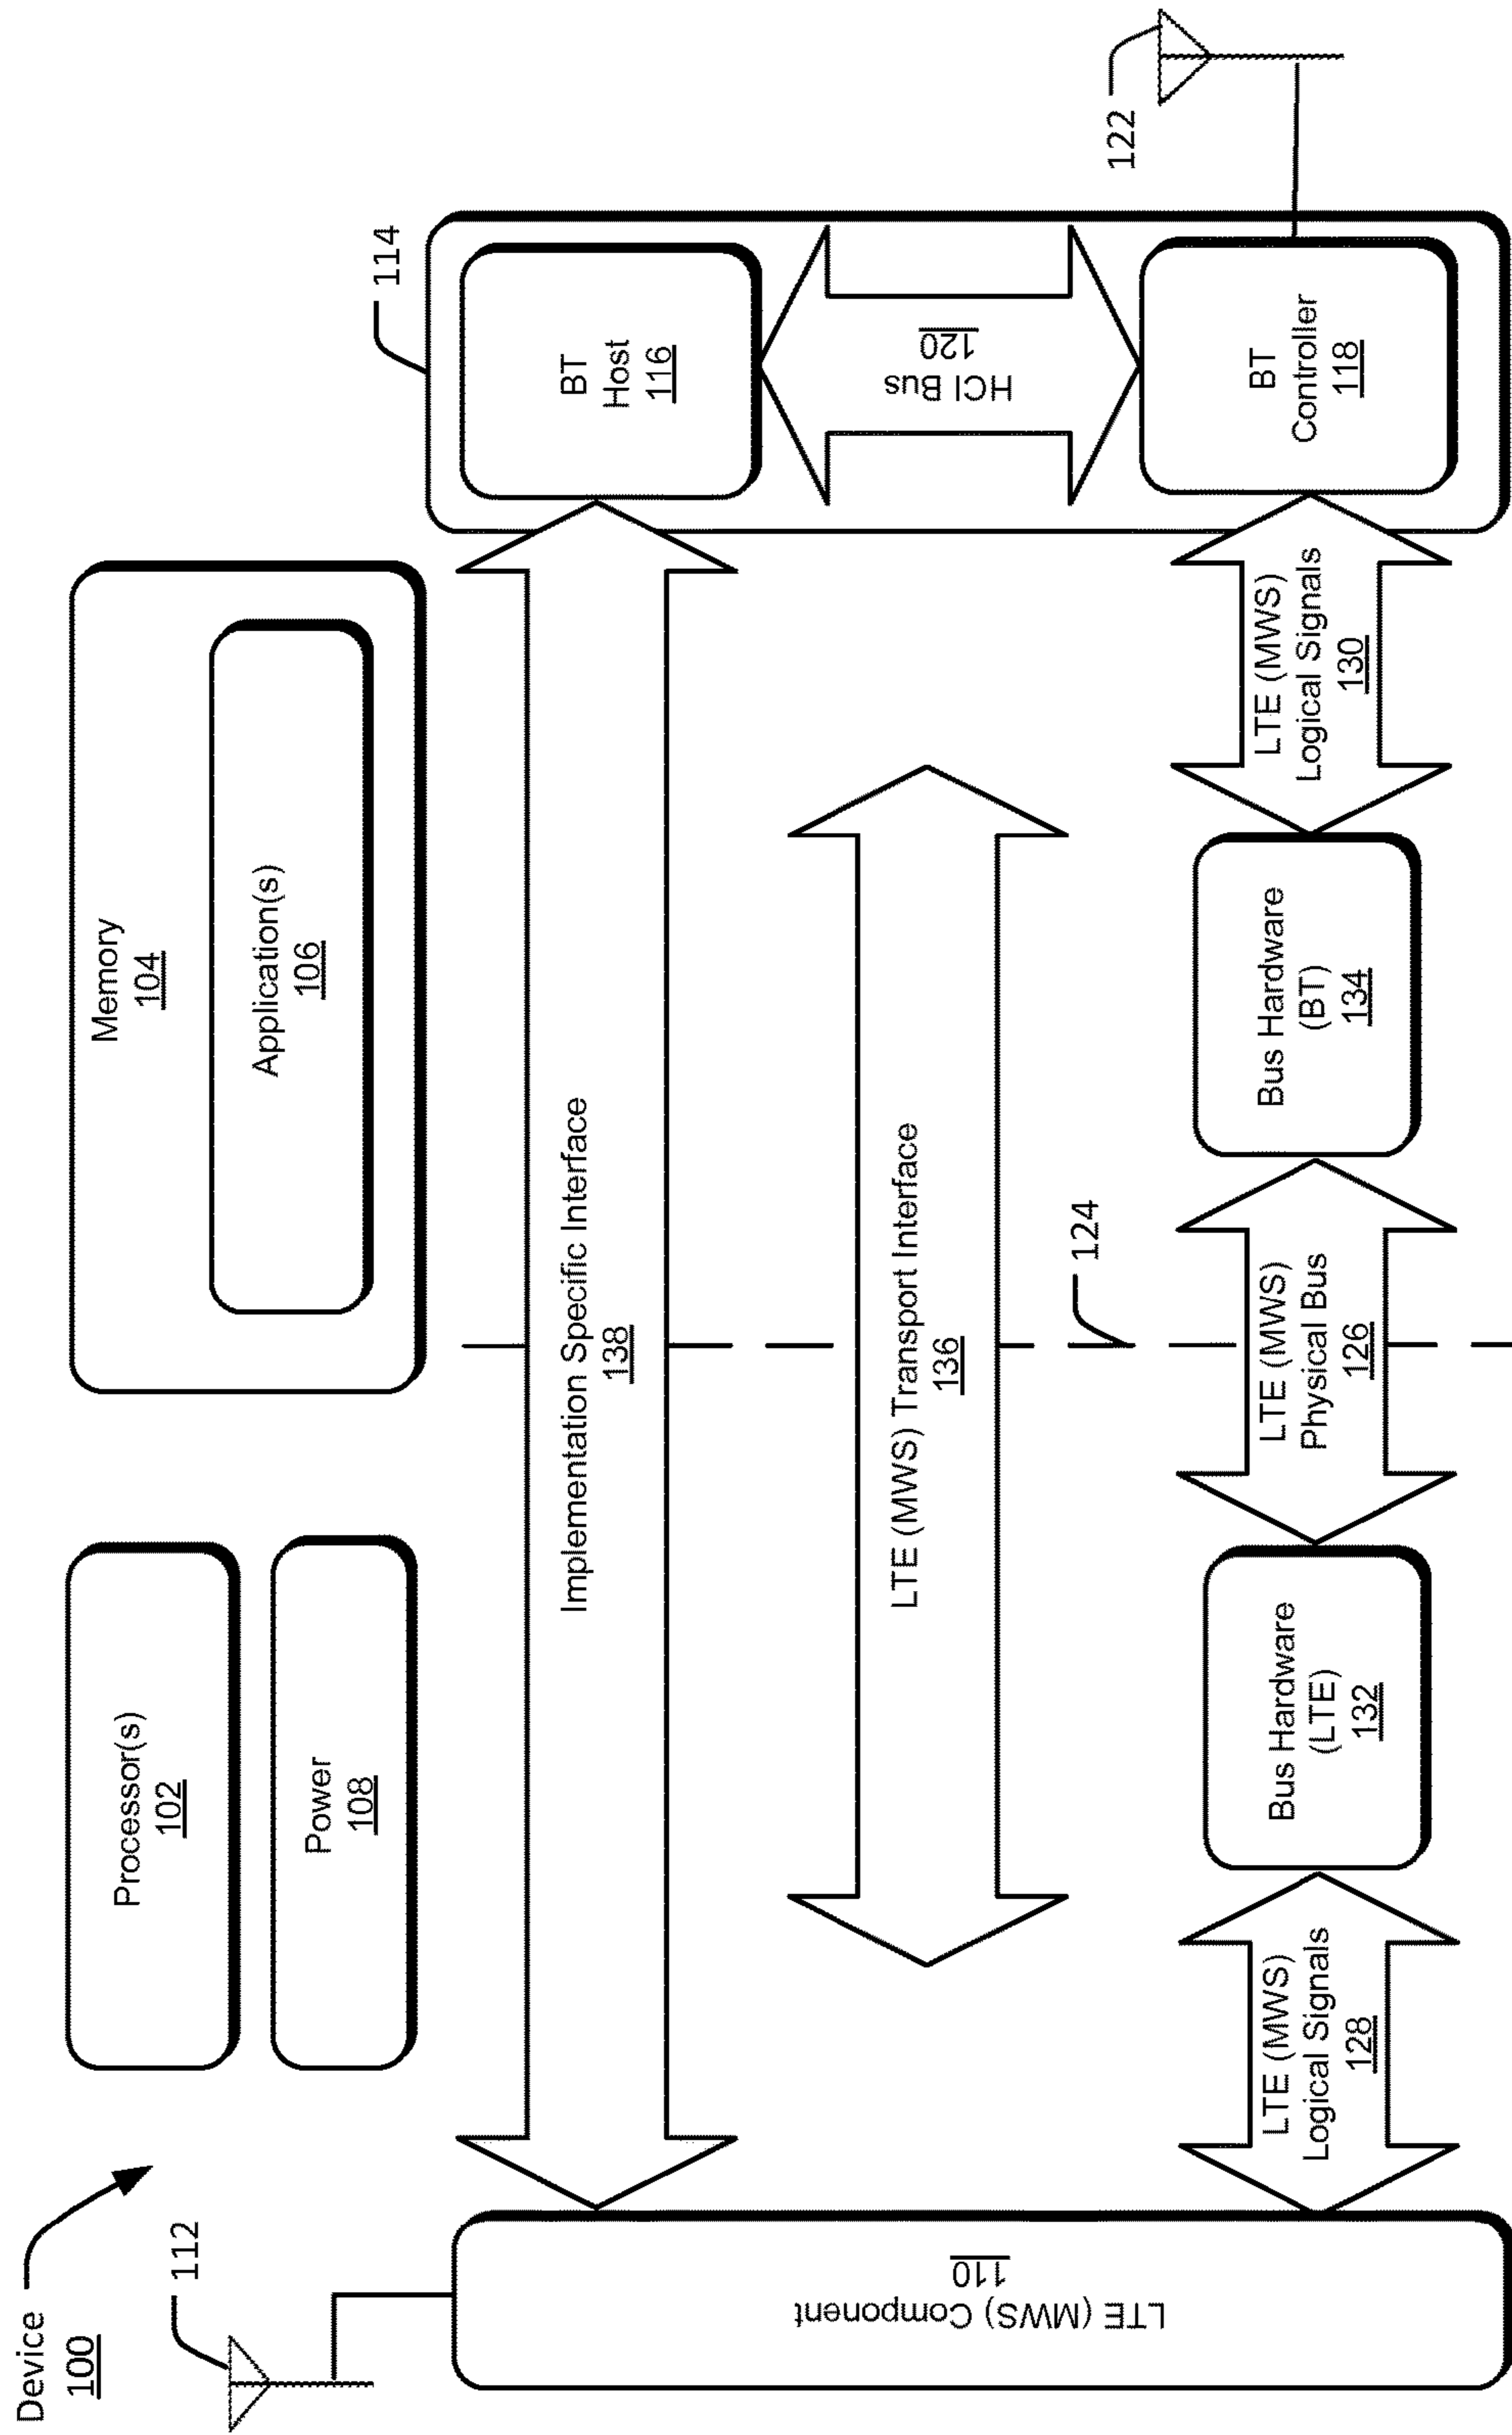 Device
100
112
Processor(s)
102
Power
108
Memory
104
Application(s)
106
114
Implementation Specific Interface
138
BT
Host
116
HCI Bus
120
LTE (MWS) Transport Interface
136
LTE (MWS) Component
110
124
122
LTE (MWS)
Logical Signals
128
Bus Hardware
(LTE)
132
LTE (MWS)
Physical Bus
126
Bus Hardware
(BT)
134
LTE (MWS)
Logical Signals
130
BT
Controller
118